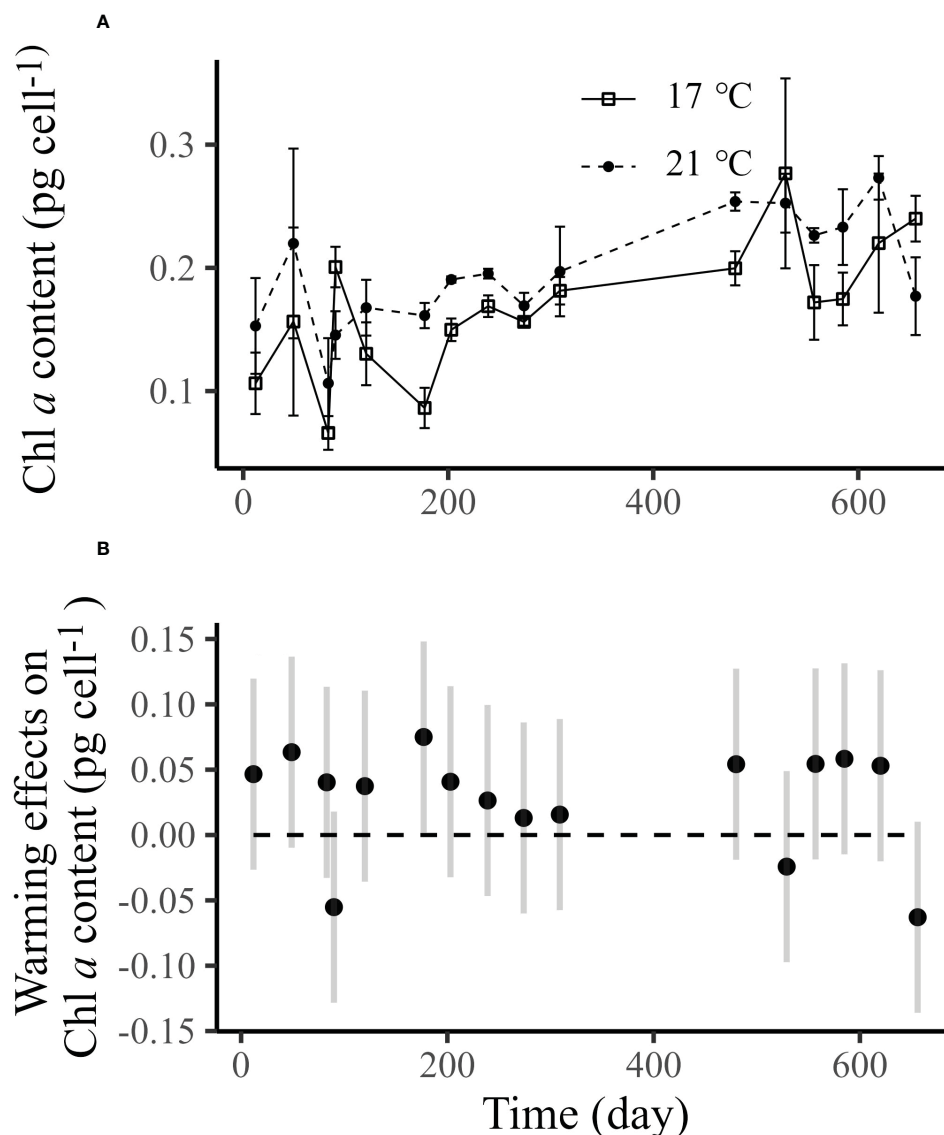 A
Chl a content (pg cell-1)
0.3
0.2
0.1
17 °C
21 °C
0
200
400
600
B
Warming effects on
Chl a content (pg cell-1 )
0.15
0.10
0.05
0.00
-0.05
-0.10
-0.15
0
200
400
600
Time (day)